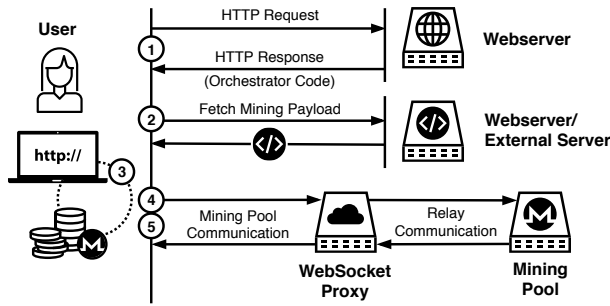 User
HTTP Request
1
HTTP Response
(Orchestrator Code)
Webserver
2
Fetch Mining Payload
</>
</>
Webserver/
External Server
http://
3
4
5
Mining Pool
Communication
WebSocket
Proxy
Relay
Communication
Mining
Pool